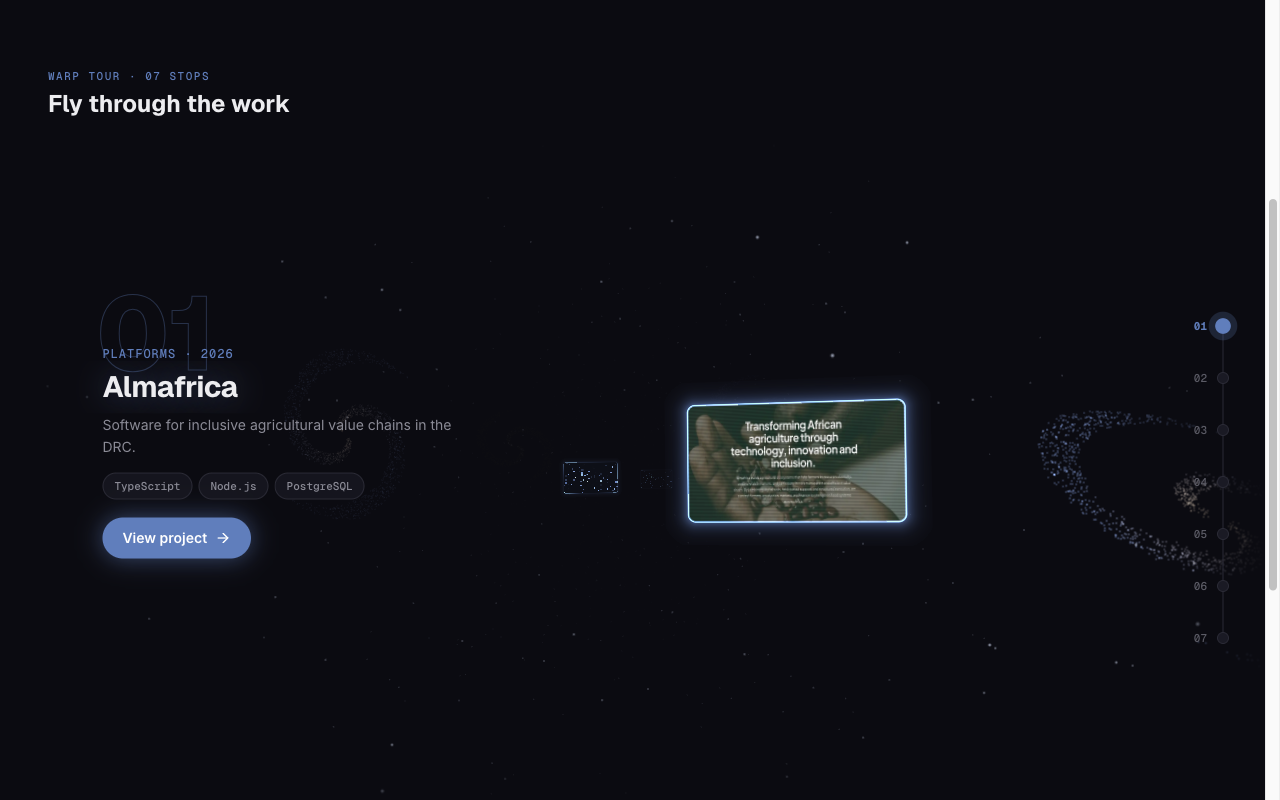 WARP TOUR · 07 STOPS
Fly through the work
01
PLATFORMS · 2026
Almafrica
Software for inclusive agricultural value chains in the
DRC.
TypeScript
Node.js
PostgreSQL
View project
Transforming African
agriculture through
technology, innovation and
inclusion.
01
02
03
04
05
06
07